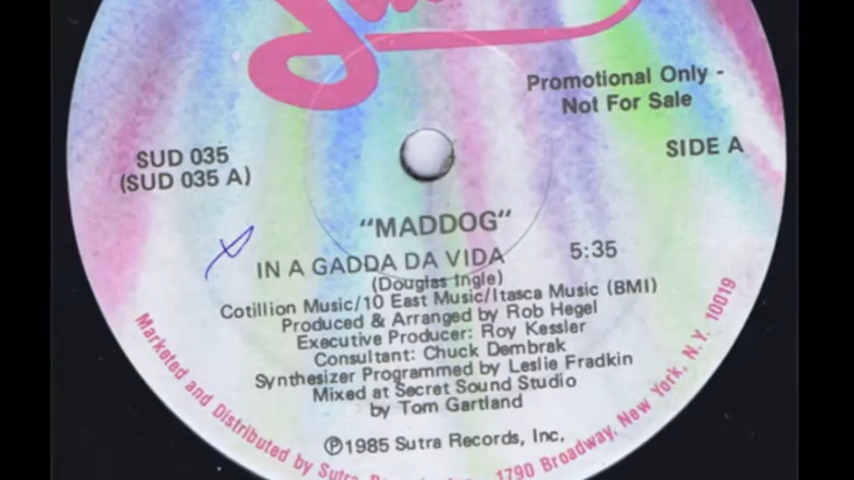 Promotional Only -
Not For Sale
SUD 035
(SUD 035 A)
SIDE A
"MADDOG"
IN A GADDA DA VIDA 5:35
(Douglas Ingle)
Cotillion Music/10 East Music/Itasca Music (BMI)
Produced & Arranged by Rob Hegel
Executive Producer: Roy Kessler
Consultant: Chuck Dembrak
Synthesizer Programmed by Leslie Fradkin
Mixed at Secret Sound Studio
by Tom Gartland
℗1985 Sutra Records, Inc.
Marketed and Distributed by Sutra 1790 Broadway, New York, N.Y. 10019